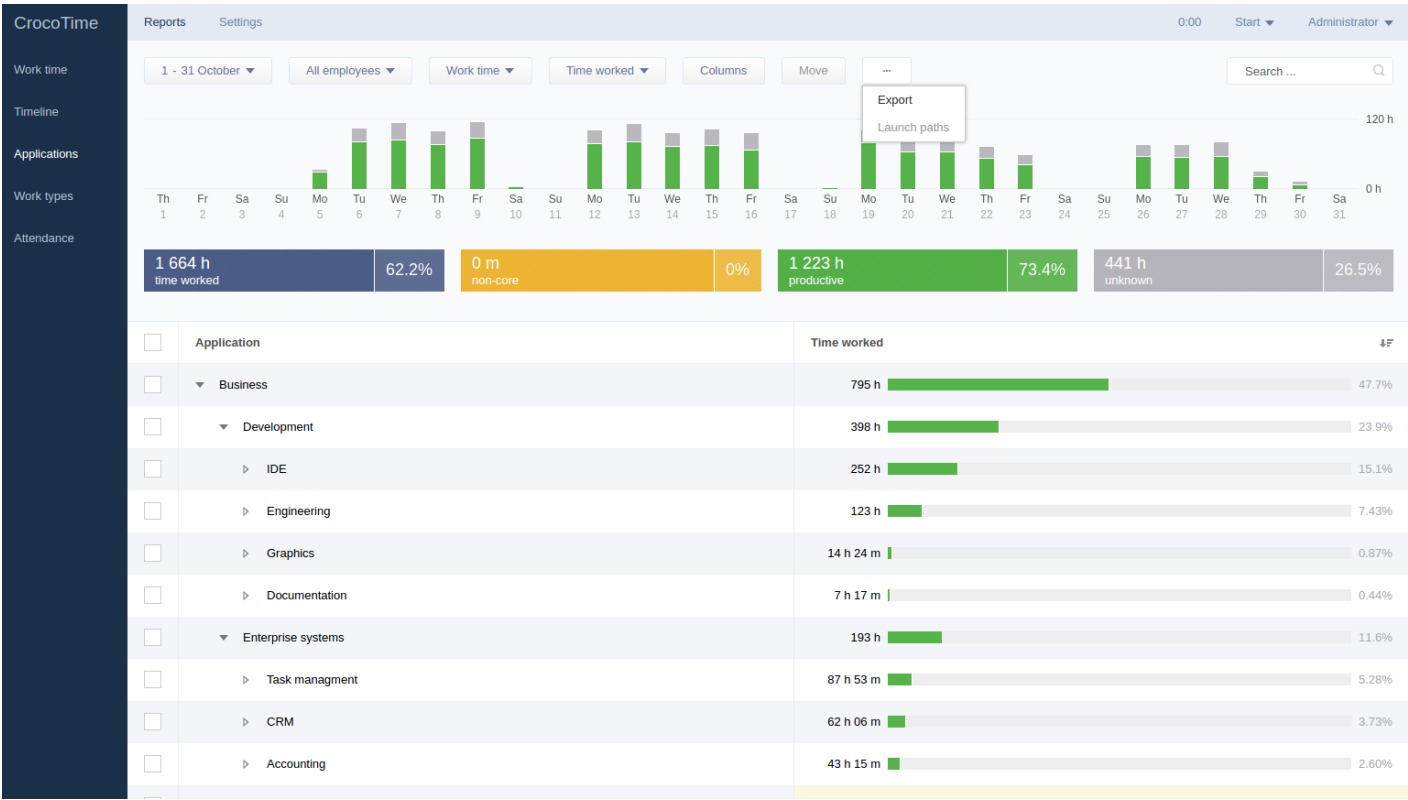 CrocoTime
Reports Settings 0:00 Start Administrator
Work time
Timeline
Applications
Work types
Attendance
1 - 31 October All employees Work time Time worked Columns Move ... Search ...
Export
Launch paths
120 h
0 h
Th Fr Sa Su Mo Tu We Th Fr Sa Su Mo Tu We Th Fr Sa Su Mo Tu We Th Fr Sa Su Mo Tu We Th Fr Sa
1 2 3 4 5 6 7 8 9 10 11 12 13 14 15 16 17 18 19 20 21 22 23 24 25 26 27 28 29 30 31
1 664 h 62.2%
time worked
0 m 0%
non-core
1 223 h 73.4%
productive
441 h 26.5%
unknown
Application Time worked
Business 795 h 47.7%
Development 398 h 23.9%
IDE 252 h 15.1%
Engineering 123 h 7.43%
Graphics 14 h 24 m 0.87%
Documentation 7 h 17 m 0.44%
Enterprise systems 193 h 11.6%
Task managment 87 h 53 m 5.28%
CRM 62 h 06 m 3.73%
Accounting 43 h 15 m 2.60%